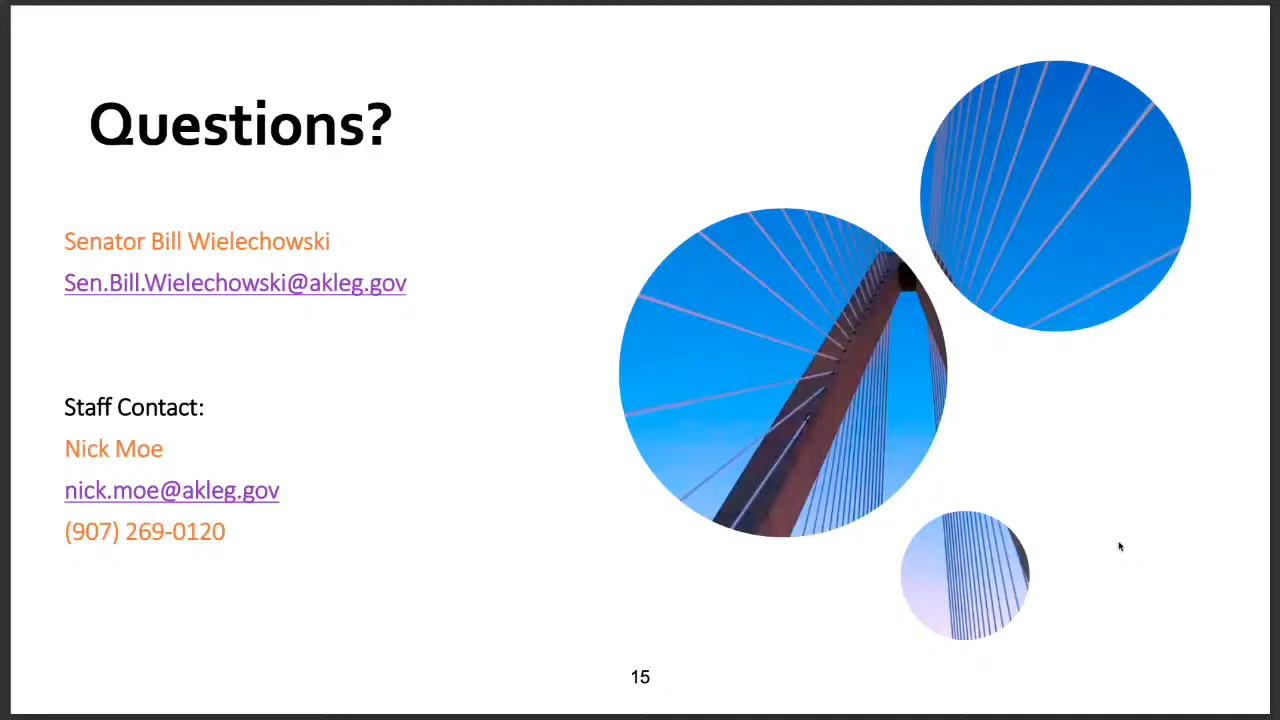 Questions?
Senator Bill Wielechowski
Sen.Bill.Wielechowski@akleg.gov
Staff Contact:
Nick Moe
nick.moe@akleg.gov
(907) 269-0120
15